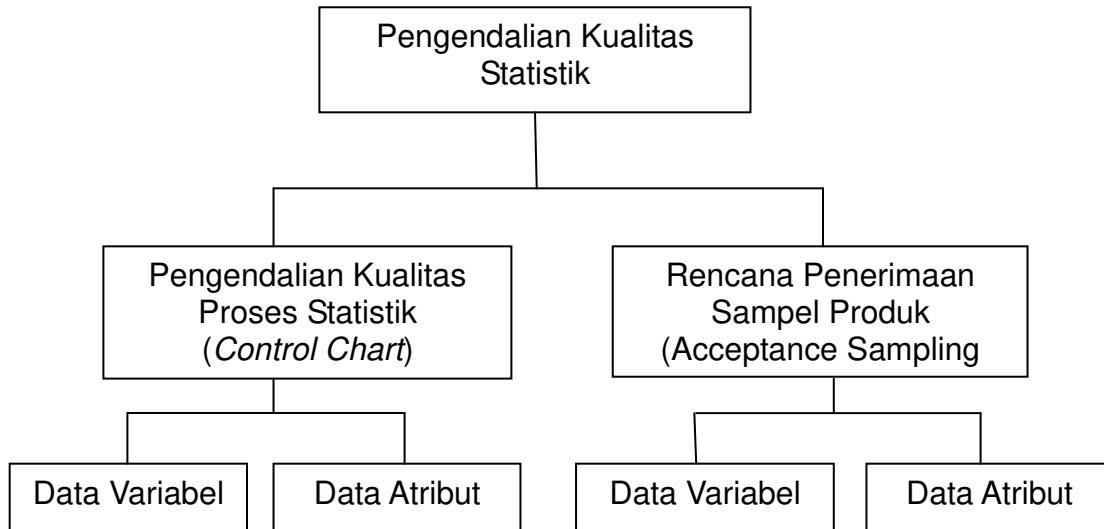 Pengendalian Kualitas
Statistik
Pengendalian Kualitas
Proses Statistik
(Control Chart)
Rencana Penerimaan
Sampel Produk
(Acceptance Sampling
Data Variabel
Data Atribut
Data Variabel
Data Atribut